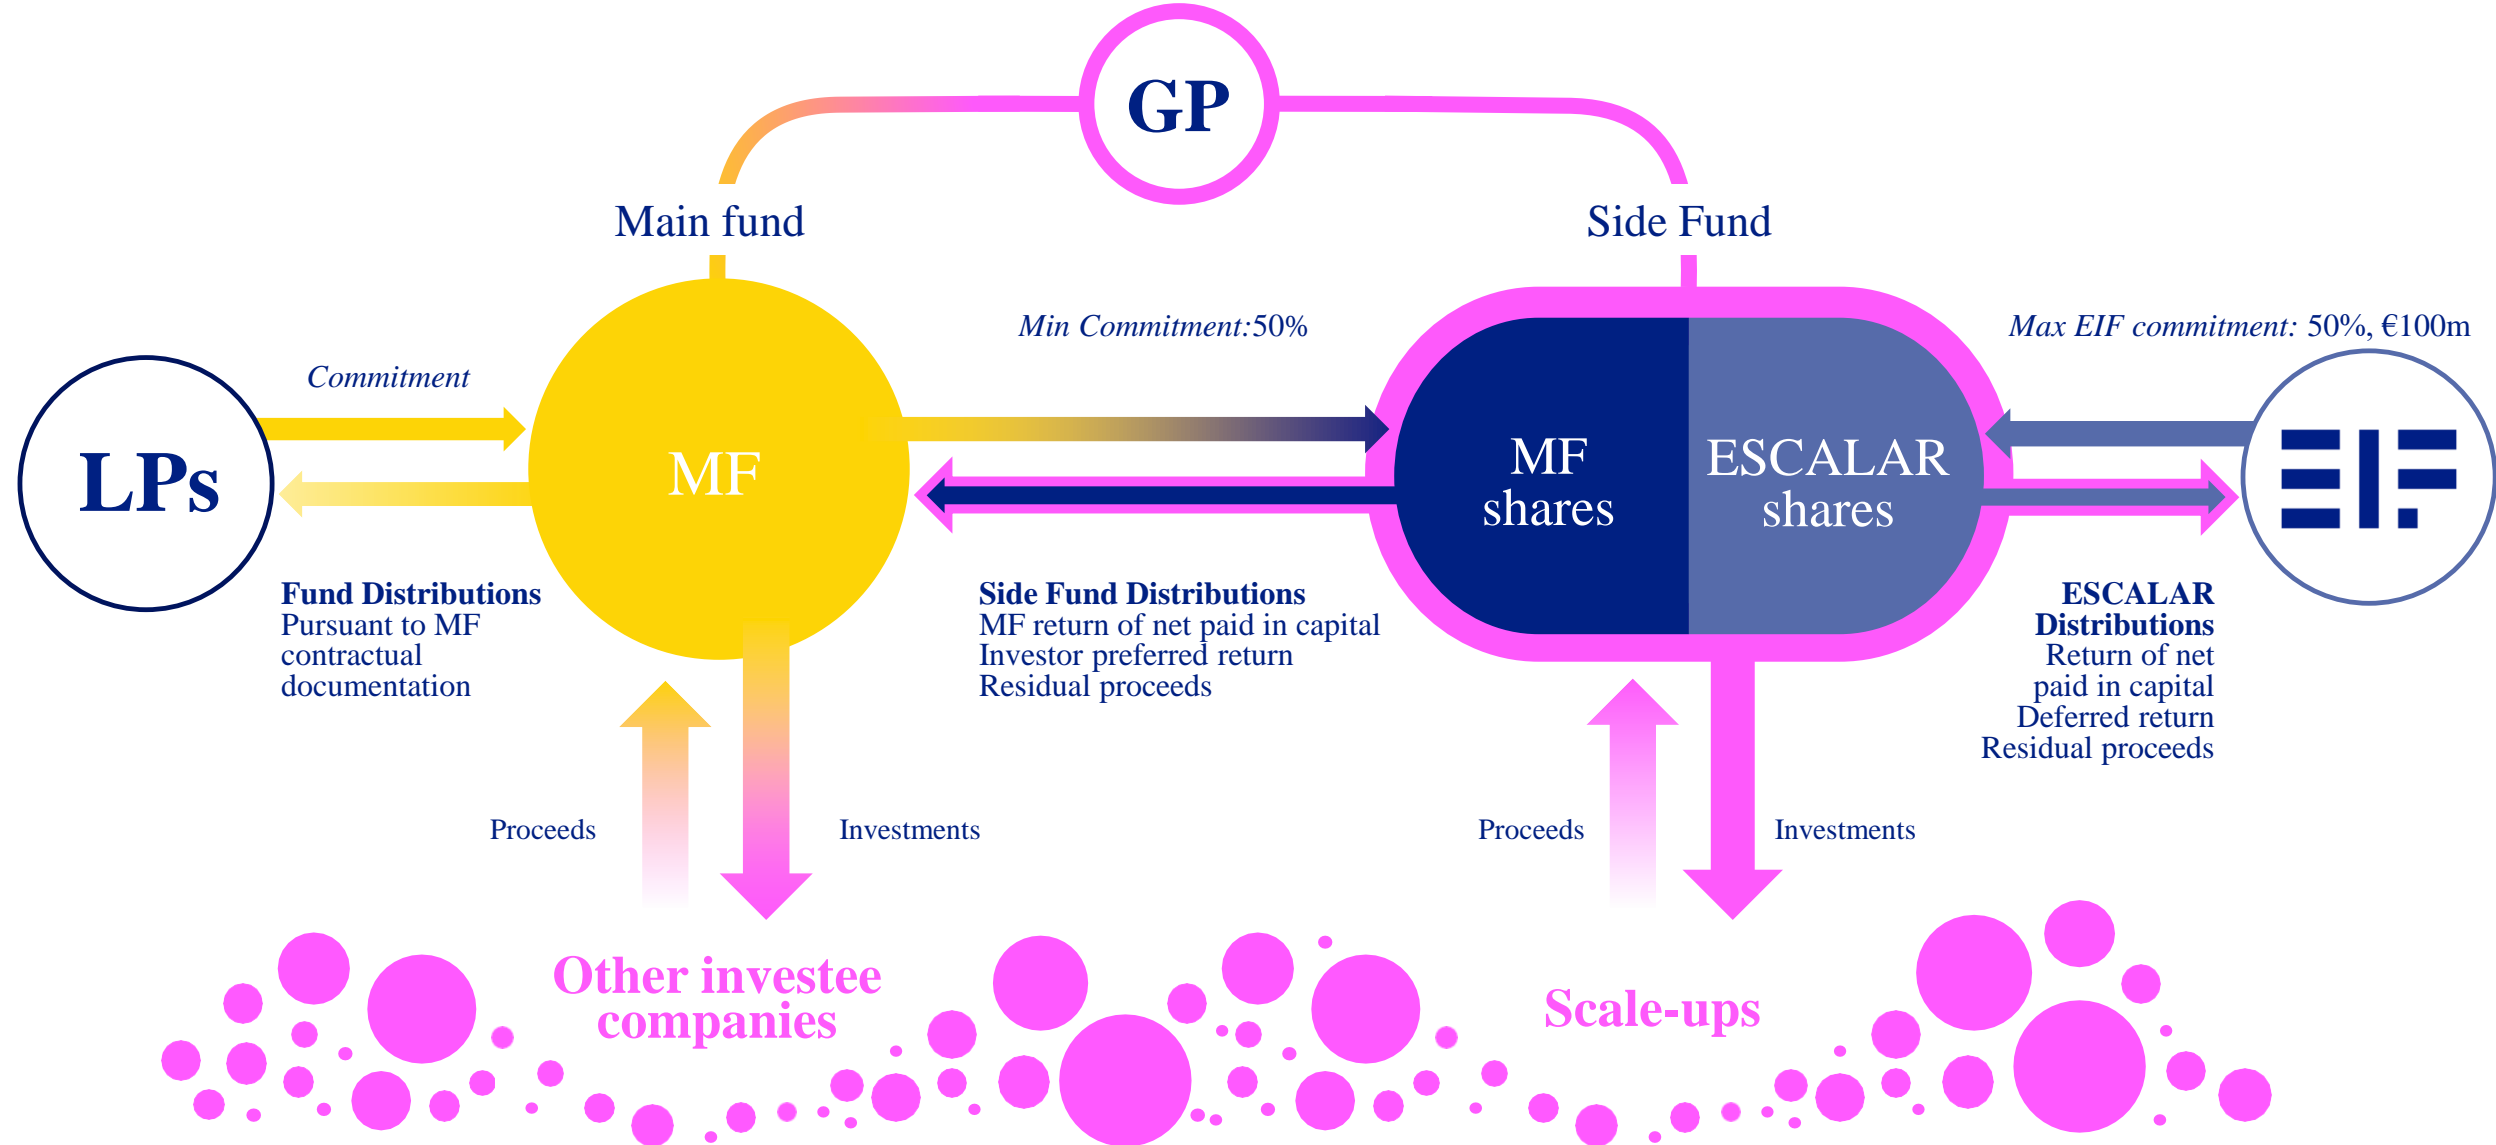 GP
Main fund
Side Fund
Min Commitment:50%
Max EIF commitment: 50%, €100m
Commitment
LPs
MF
MF
shares
ESCALAR
shares
EIF
Fund Distributions
Pursuant to MF
contractual
documentation
Side Fund Distributions
MF return of net paid in capital
Investor preferred return
Residual proceeds
ESCALAR
Distributions
Return of net
paid in capital
Deferred return
Residual proceeds
Proceeds
Investments
Proceeds
Investments
Other investee
companies
Scale-ups